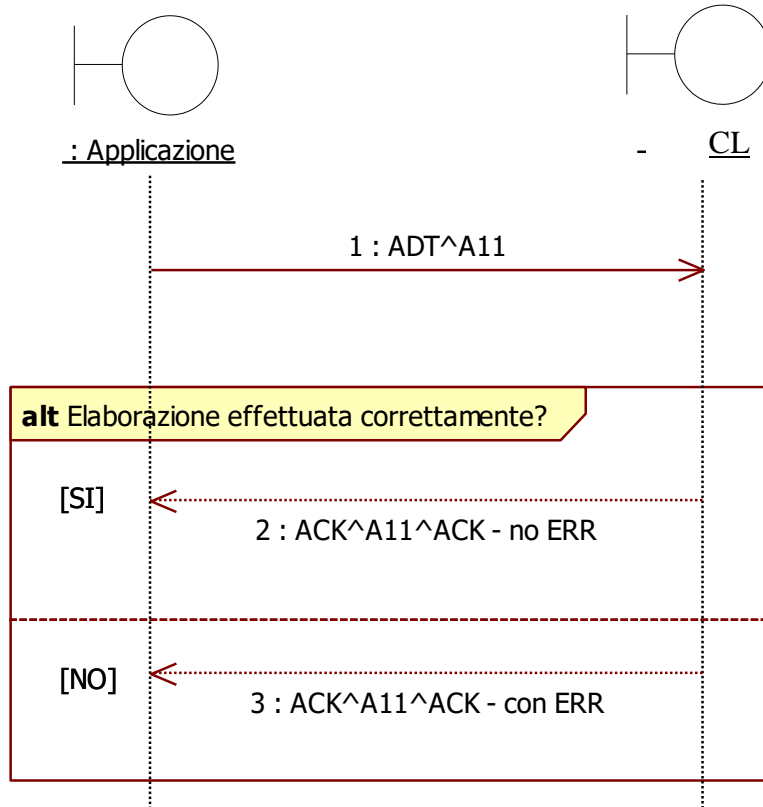 : Applicazione
- CL
1 : ADT^A11
alt Elaborazione effettuata correttamente?
[SI]
2 : ACK^A11^ACK - no ERR
[NO]
3 : ACK^A11^ACK - con ERR